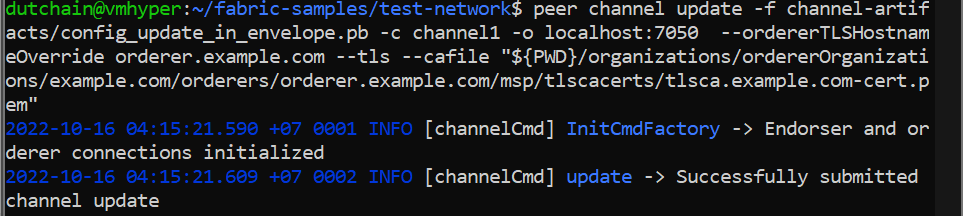 dutchain@vmhyper:~/fabric-samples/test-network$ peer channel update -f channel-artif
acts/config_update_in_envelope.pb -c channel1 -o localhost:7050  --ordererTLSHostnam
eOverride orderer.example.com --tls --cafile "${PWD}/organizations/ordererOrganizati
ons/example.com/orderers/orderer.example.com/msp/tlscacerts/tlsca.example.com-cert.p
em"
2022-10-16 04:15:21.590 +07 0001 INFO [channelCmd] InitCmdFactory -> Endorser and or
derer connections initialized
2022-10-16 04:15:21.609 +07 0002 INFO [channelCmd] update -> Successfully submitted
channel update